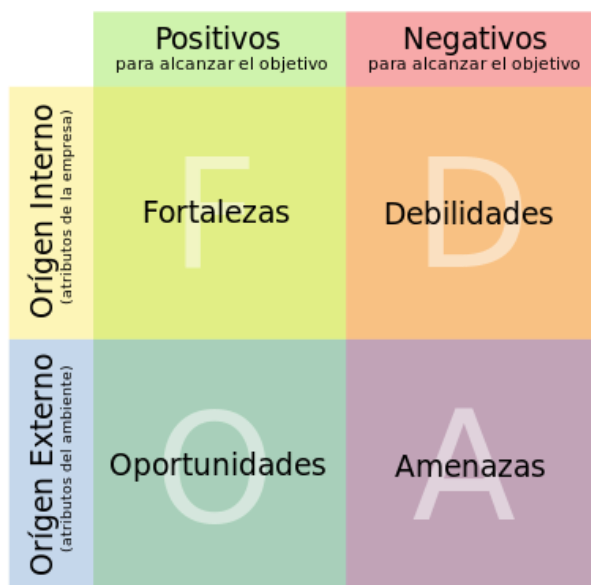 Positivos
para alcanzar el objetivo
Negativos
para alcanzar el objetivo
Orígen Interno
(atributos de la empresa)
F
Fortalezas
D
Debilidades
Orígen Externo
(atributos del ambiente)
O
Oportunidades
A
Amenazas